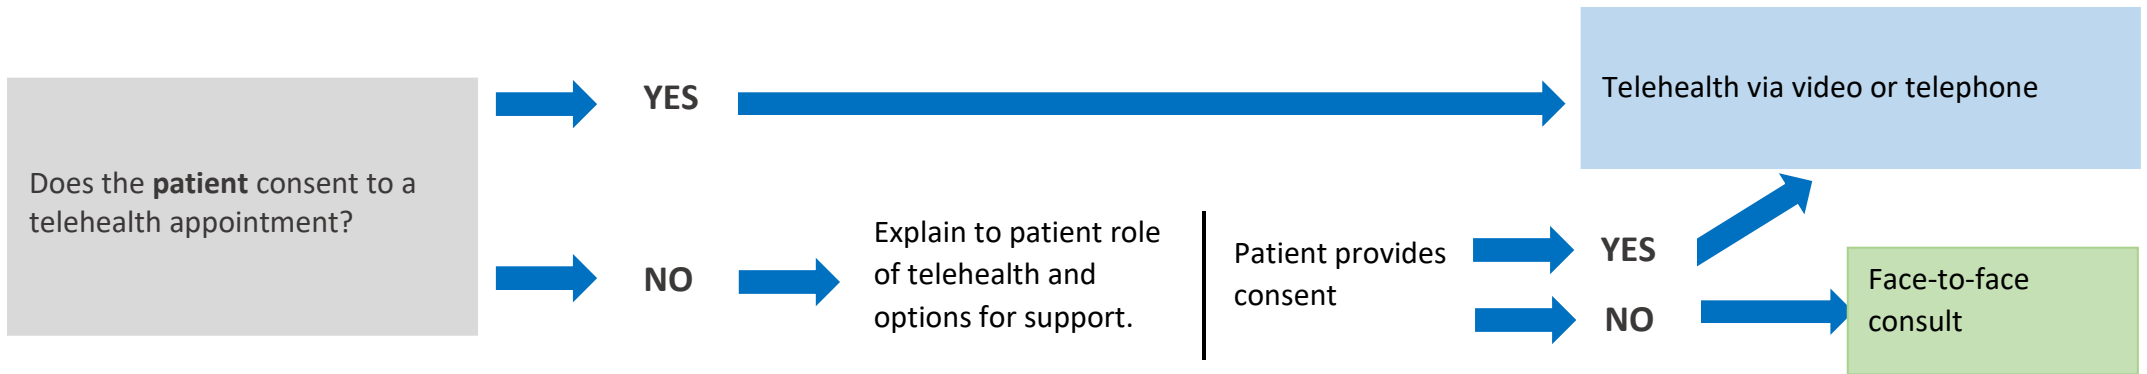 Does the patient consent to a
telehealth appointment?
YES
Telehealth via video or telephone
NO
Explain to patient role
of telehealth and
options for support.
Patient provides
consent
YES
NO
Face-to-face
consult